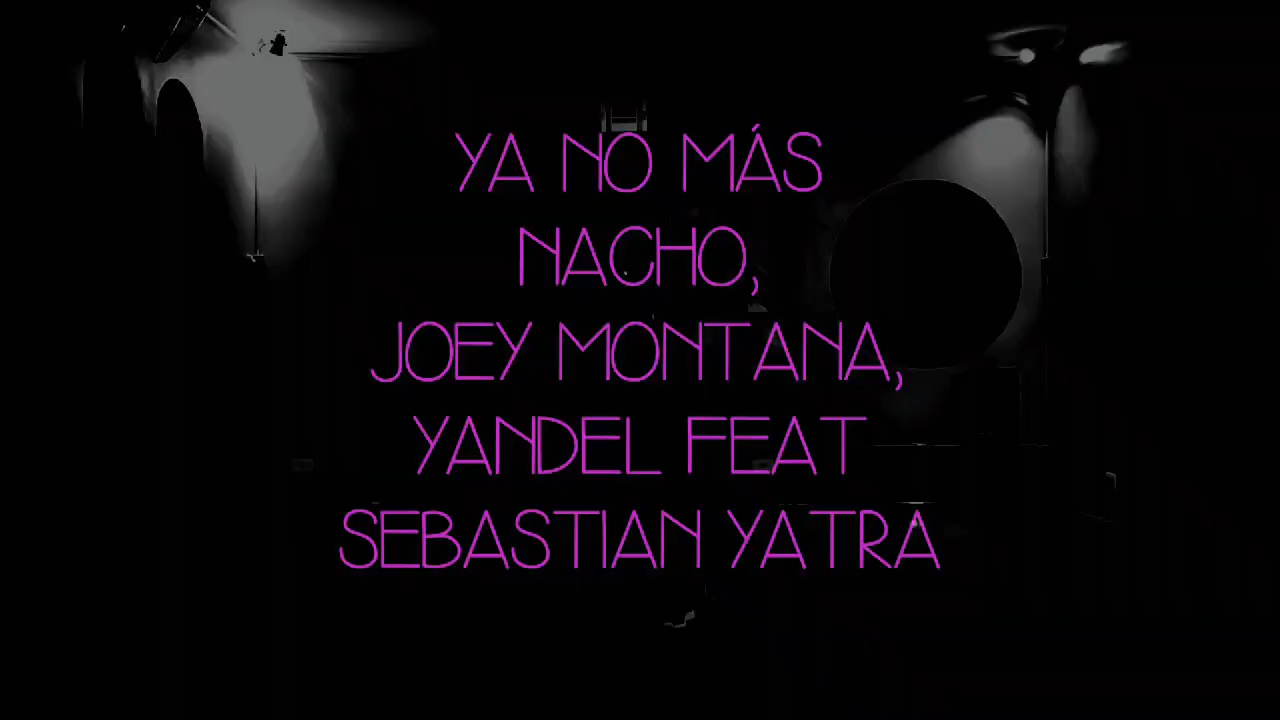 YA NO MÁS
NACHO,
JOEY MONTANA,
YANDEL FEAT
SEBASTIAN YATRA